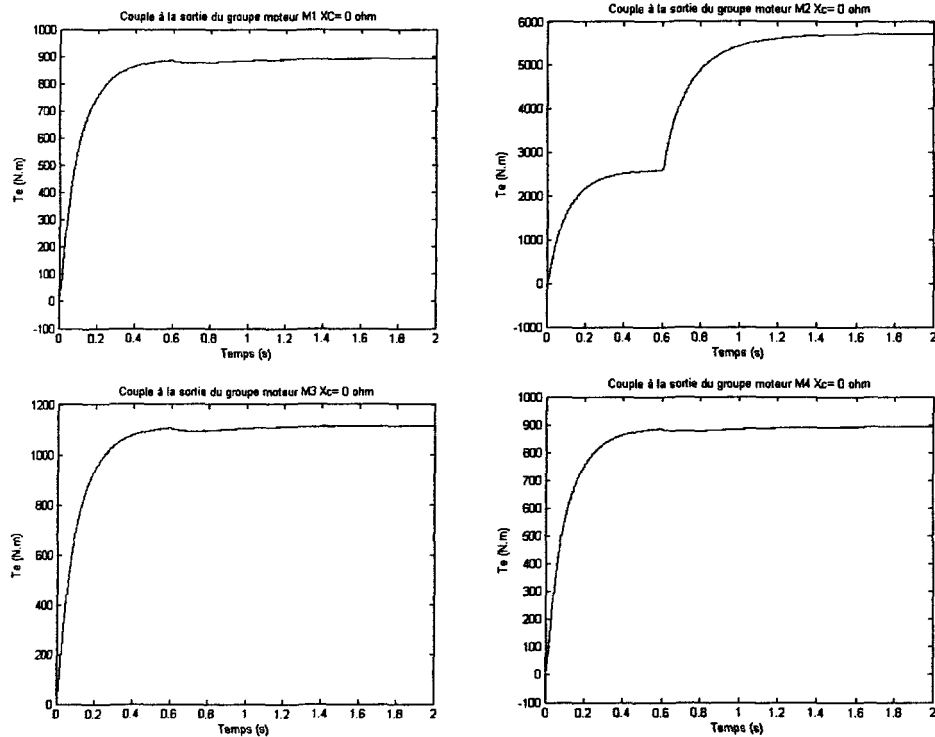 Couple à la sortie du groupe moteur M1 XC= 0 ohm
1000
900
800
700
600
500
400
300
200
100
0
-100
Te (N.m)
0 0.2 0.4 0.6 0.8 1 1.2 1.4 1.6 1.8 2
Temps (s)
Couple à la sortie du groupe moteur M2 Xc= 0 ohm
6000
5000
4000
3000
2000
1000
0
-1000
Te (N.m)
0 0.2 0.4 0.6 0.8 1 1.2 1.4 1.6 1.8 2
Temps (s)
Couple à la sortie du groupe moteur M3 Xc= 0 ohm
1200
1000
800
600
400
200
0
Te (N.m)
0 0.2 0.4 0.6 0.8 1 1.2 1.4 1.6 1.8 2
Temps (s)
Couple à la sortie du groupe moteur M4 Xc= 0 ohm
1000
900
800
700
600
500
400
300
200
100
0
-100
Te (N.m)
0 0.2 0.4 0.6 0.8 1 1.2 1.4 1.6 1.8 2
Temps (s)